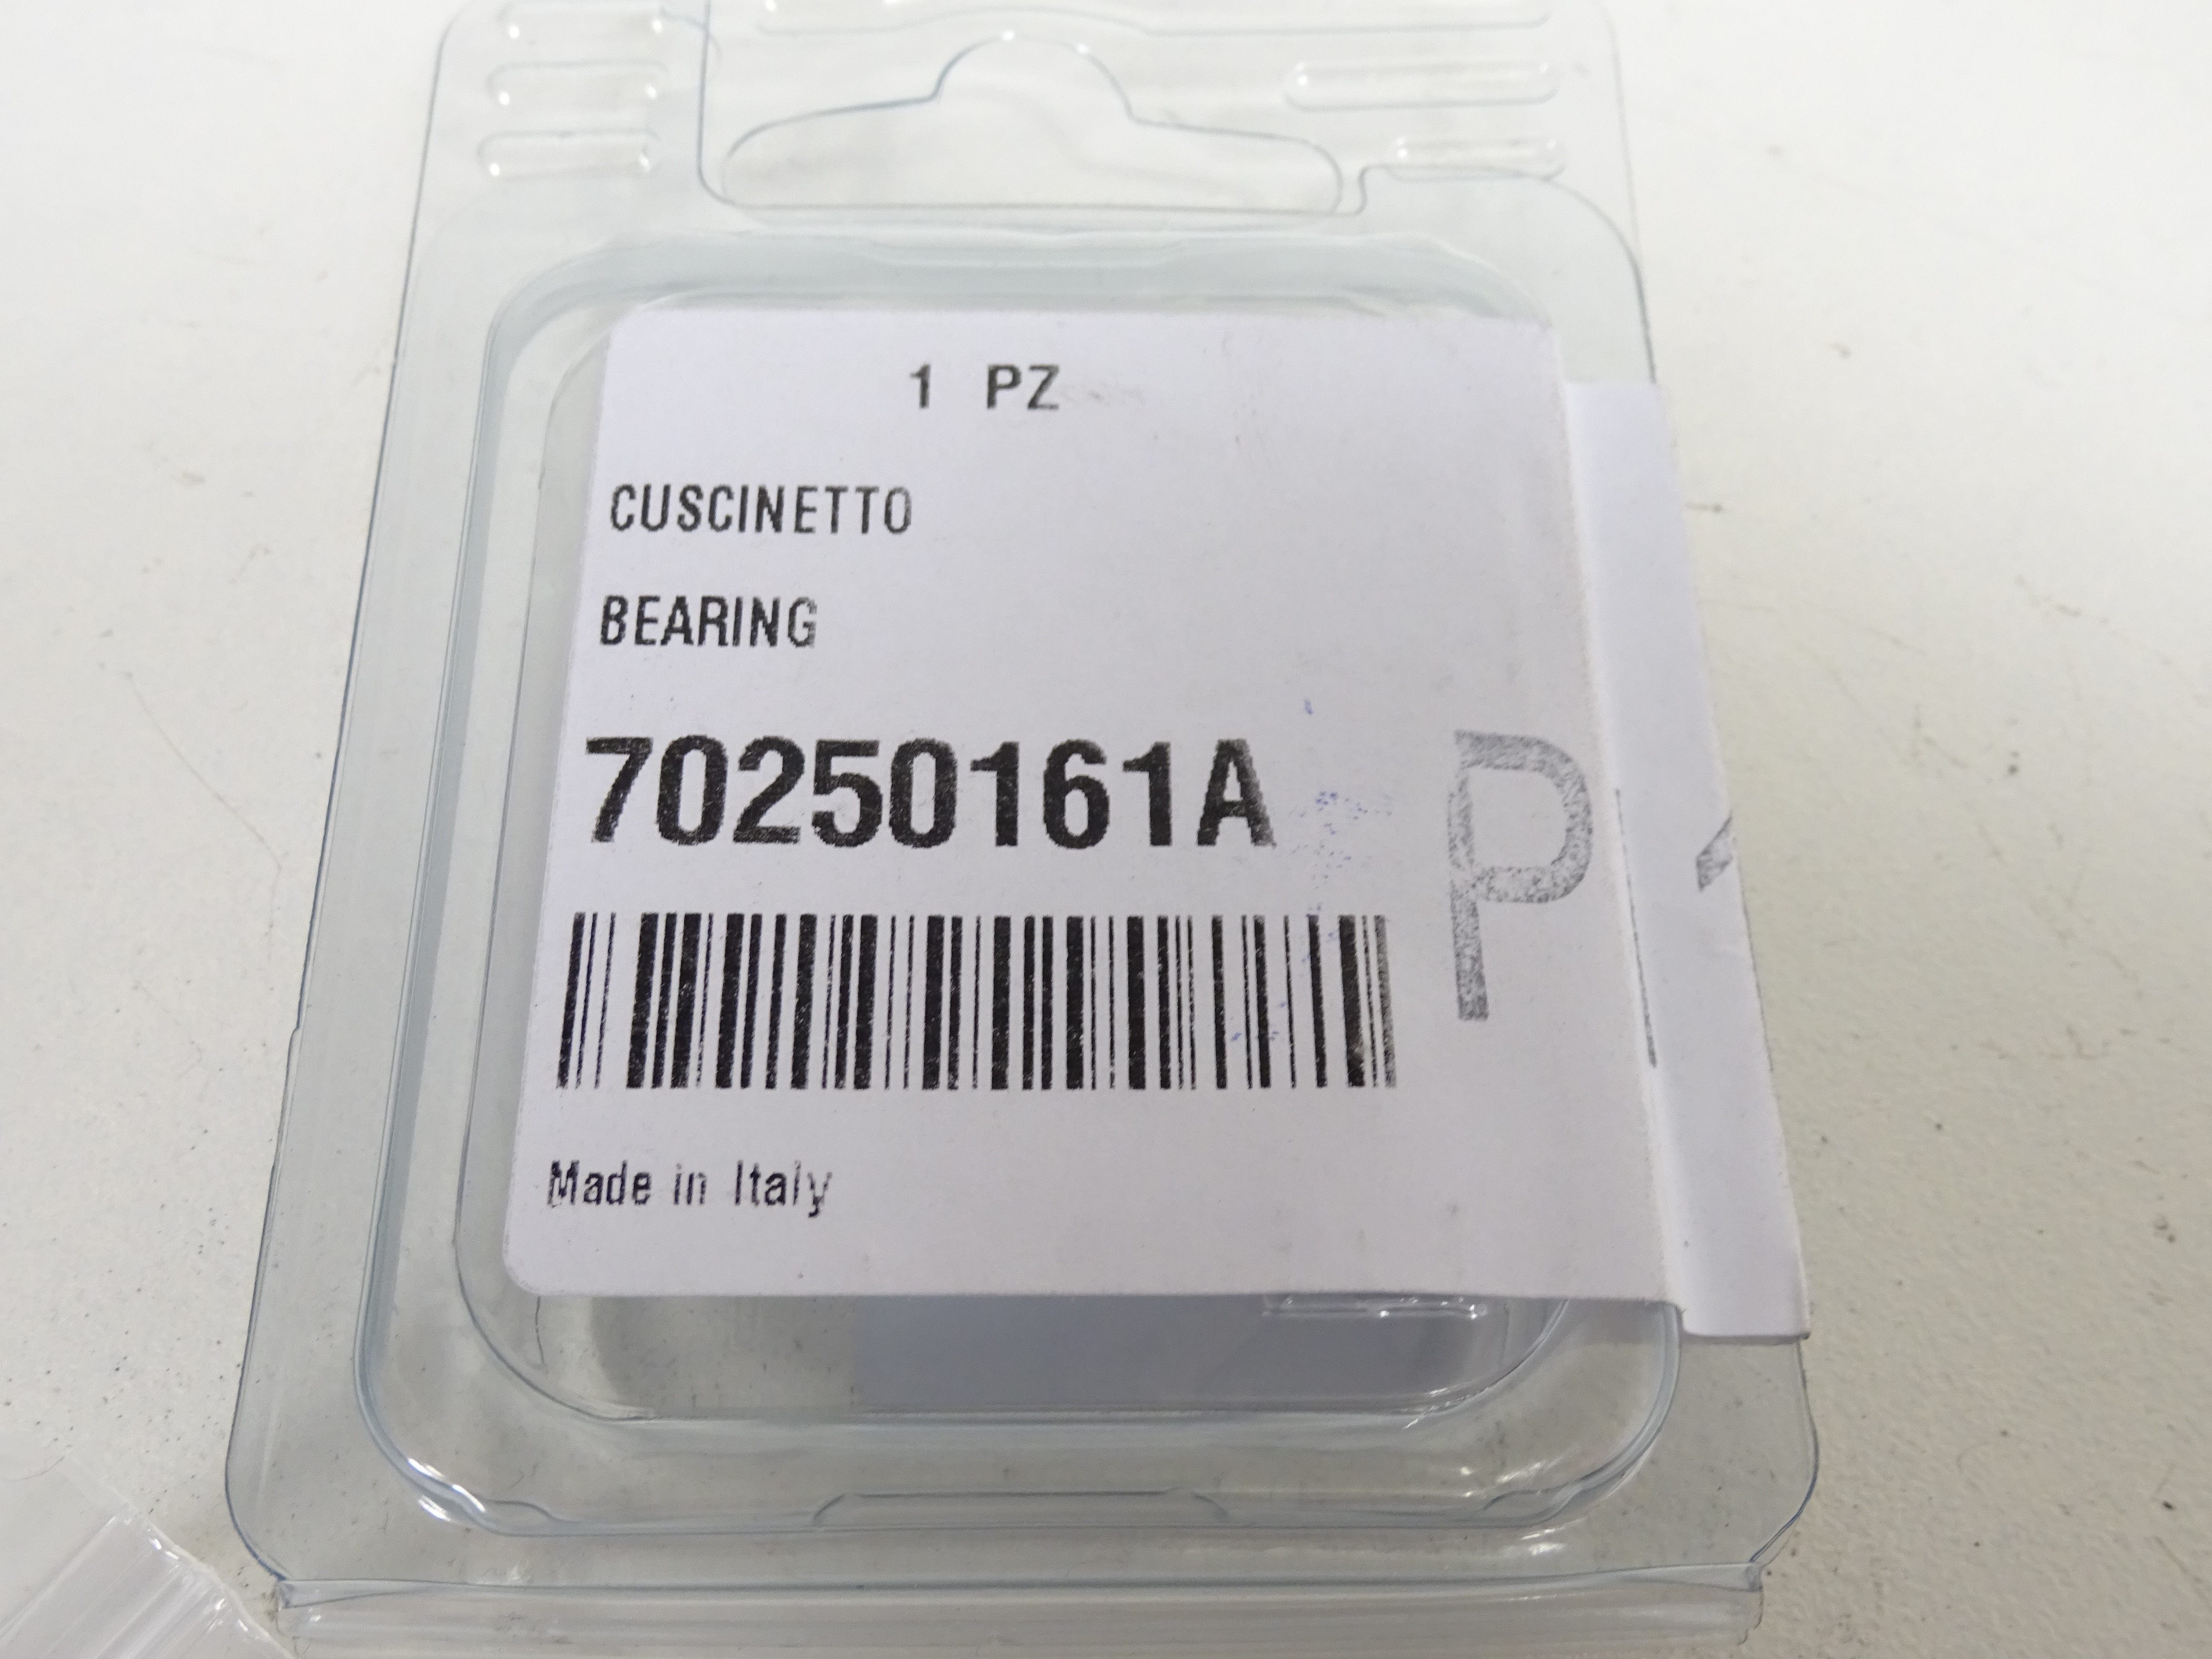 1 PZ
CUSCINETTO
BEARING
70250161A
P
Made in Italy